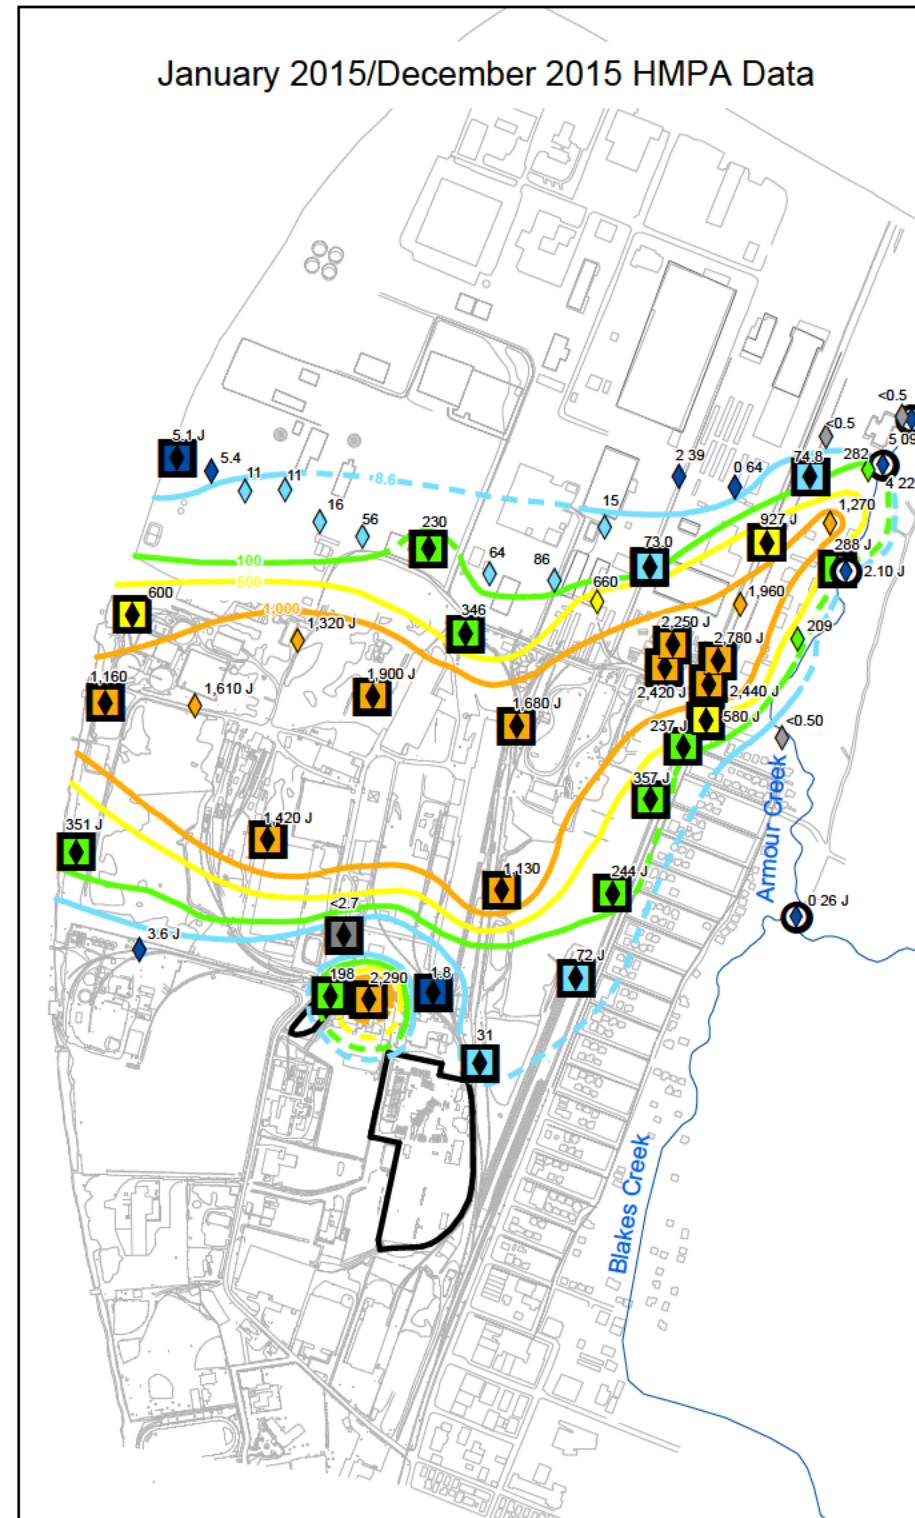 January 2015/December 2015 HMPA Data
<0.5
<0.5
5 09
5.1 J
5.4
2 39
282
74.8
8.6
11
11
0 64
4 22
1,270
16
15
56
230
927 J
73.0
288 J
100
64
86
2.10 J
500
660
1,960
600
1,000
346
1,320 J
2,250 J
209
2,780 J
1,160
1,900 J
1,610 J
2,420 J
2,440 J
1,680 J
580 J
237 J
<0.50
357 J
Armour Creek
1,420 J
351 J
1,130
244 J
<2.7
0 26 J
3.6 J
72 J
198
2,290
1.8
31
Blakes Creek